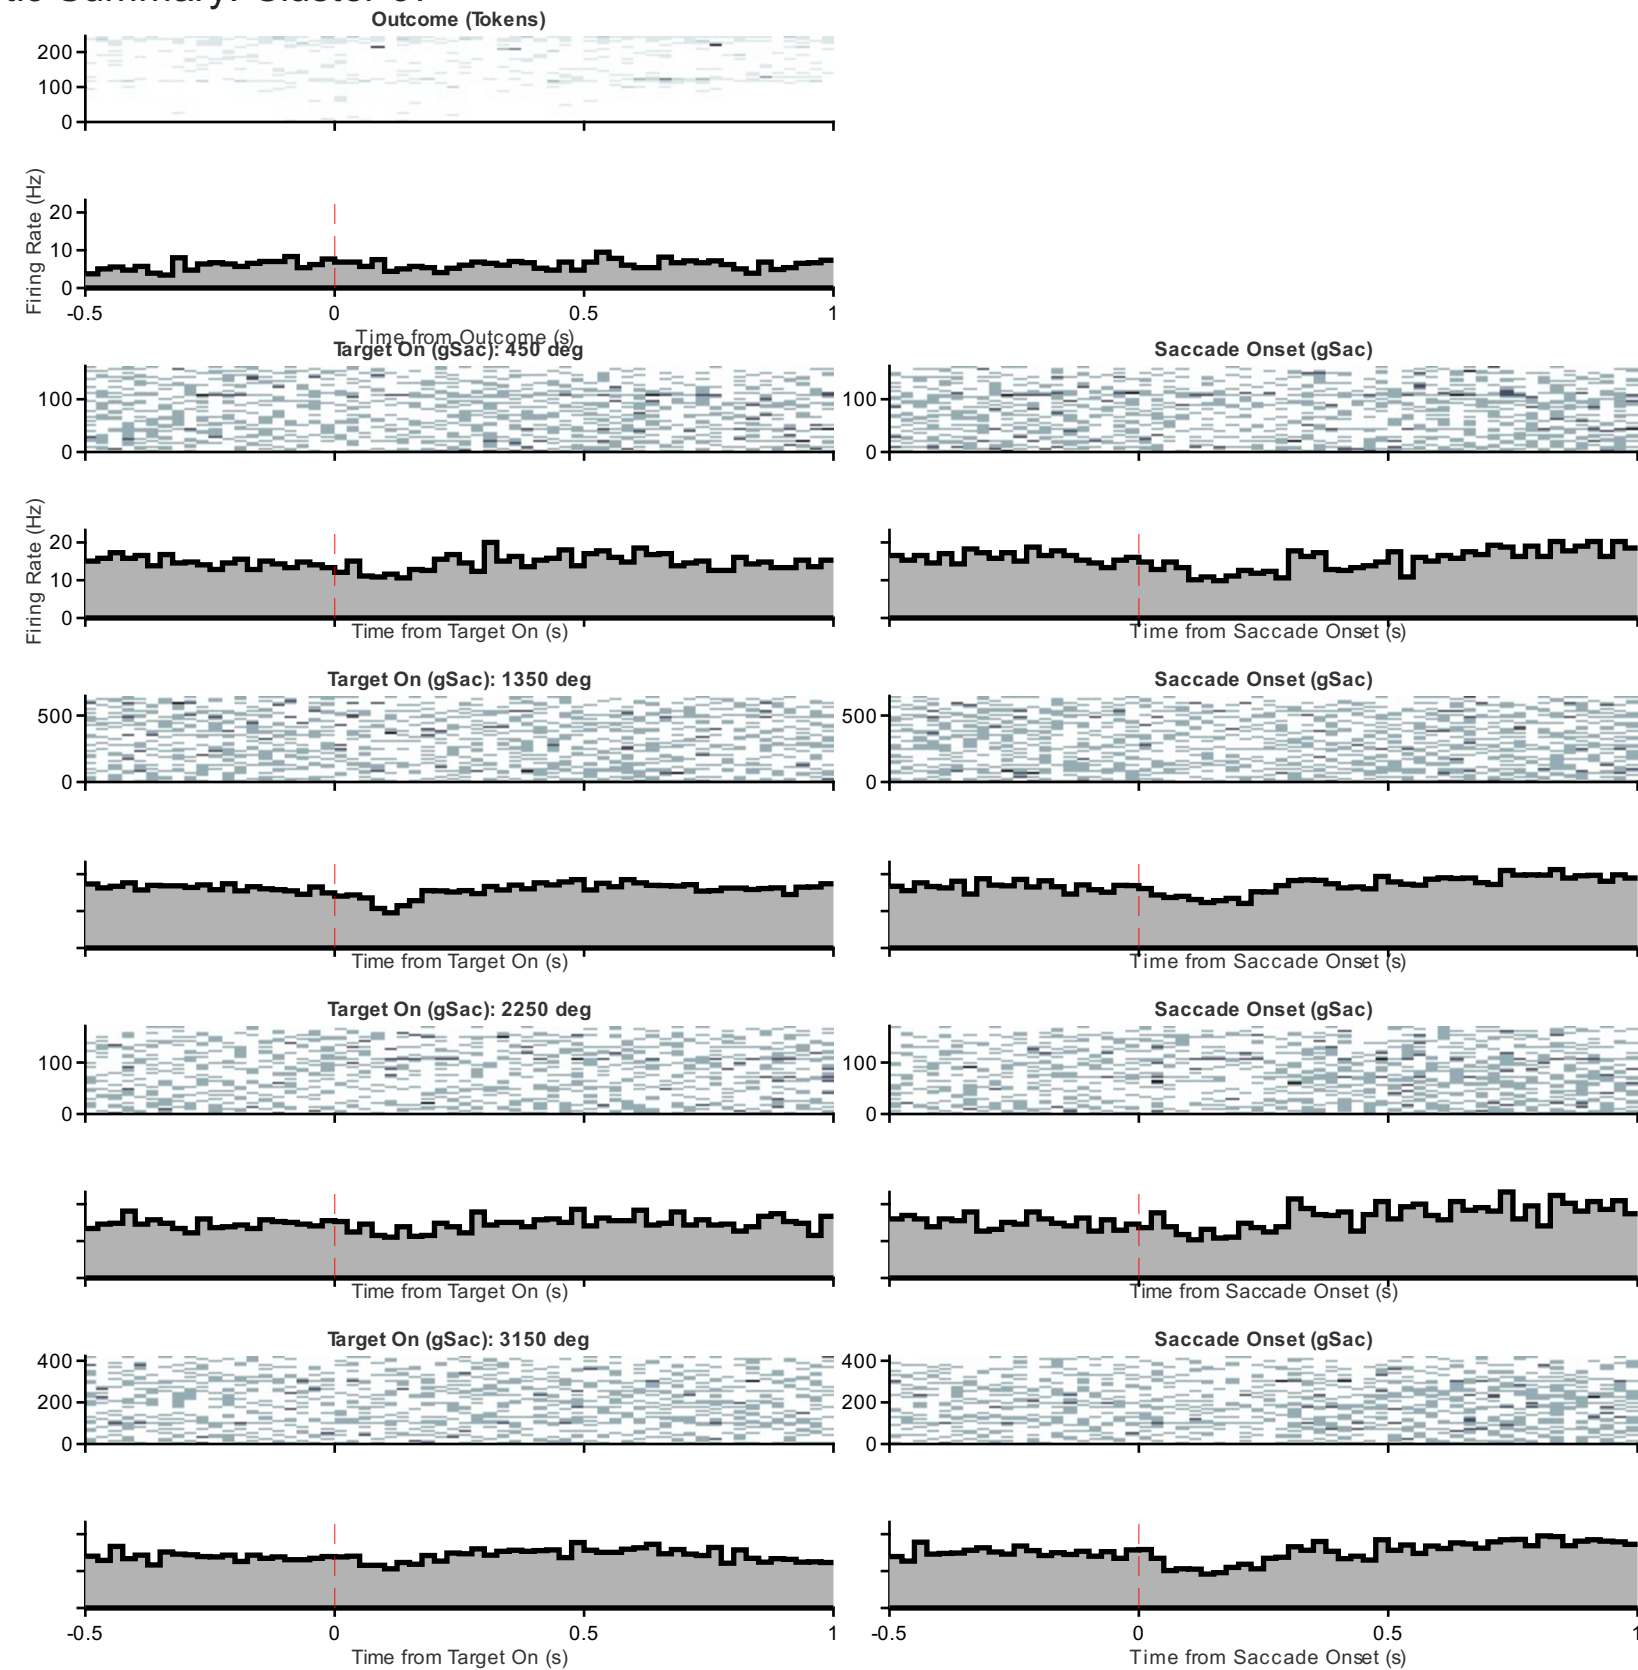 Summary: Cluster
Outcome (Tokens)
200
100
0
Firing Rate (Hz)
20
10
0
-0.5 0 0.5 1
Time from Outcome (s)
Target On (gSac): 450 deg
Saccade Onset (gSac)
100
0
100
0
Firing Rate (Hz)
20
10
0
Time from Target On (s)
Time from Saccade Onset (s)
Target On (gSac): 1350 deg
Saccade Onset (gSac)
500
0
500
0
Time from Target On (s)
Time from Saccade Onset (s)
Target On (gSac): 2250 deg
Saccade Onset (gSac)
100
0
100
0
Time from Target On (s)
Time from Saccade Onset (s)
Target On (gSac): 3150 deg
Saccade Onset (gSac)
400
200
0
400
200
0
-0.5 0 0.5 1
-0.5 0 0.5 1
Time from Target On (s)
Time from Saccade Onset (s)